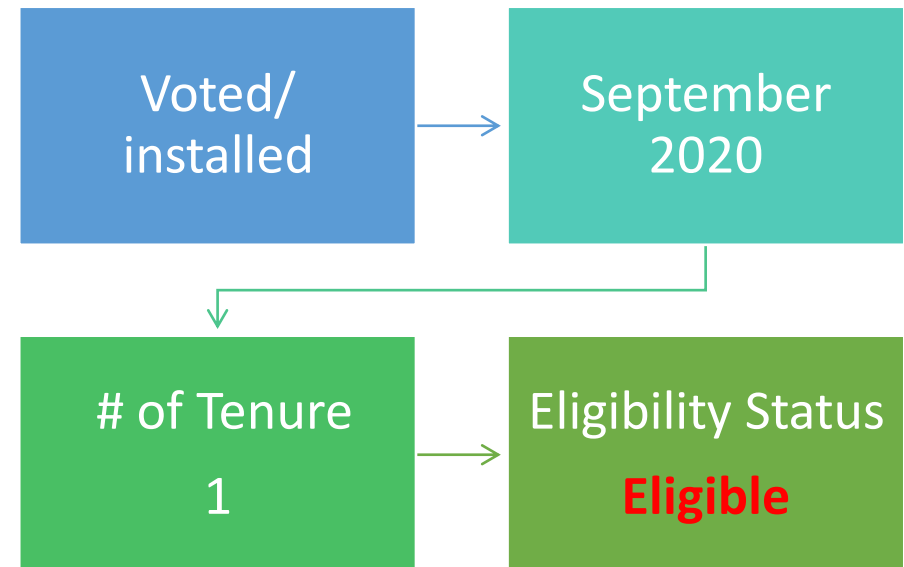 Voted/
installed
September
2020
# of Tenure
1
Eligibility Status
Eligible